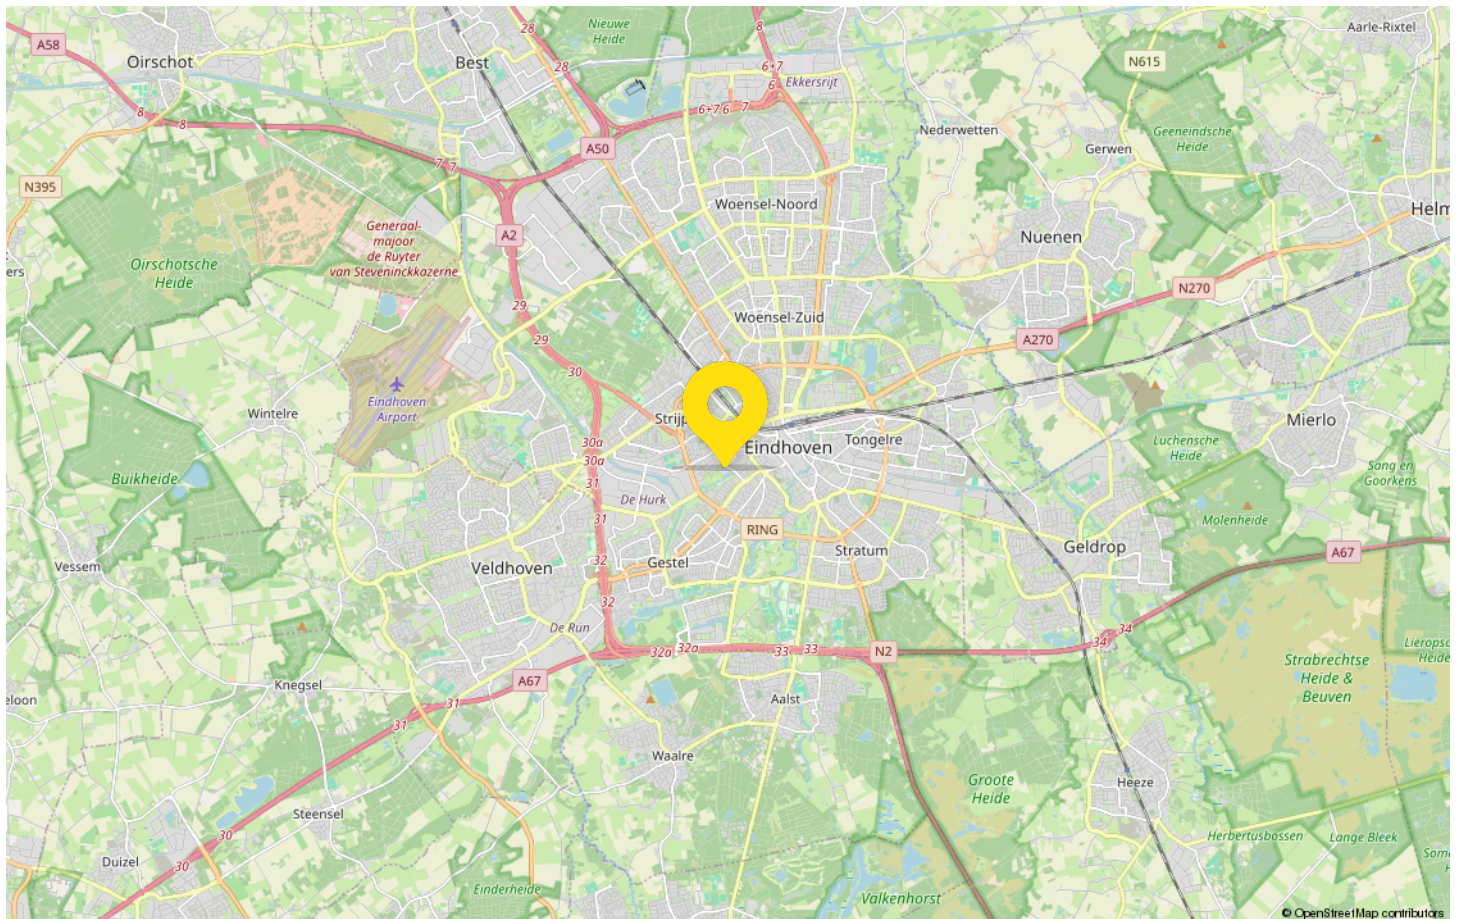 Nieuwe
Heide
28
8
Aarle-Rixtel
A58
Oirschot
Best
28
6+7
6
Ekkersrijt
N615
8
8
6+7
6
7
Nederwetten
Geeneindsche
Heide
A50
Gerwen
7
7
N395
Woensel-Noord
Helm
Generaal-
majoor
de Ruyter
van Steveninckkazerne
A2
Nuenen
Oirschotsche
Heide
ers
N270
29
Woensel-Zuid
29
A270
30
Eindhoven
Airport
Wintelre
Strijp
Mierlo
Eindhoven
Tongelre
30a
30a
Luchensche
Heide
Buikheide
31
Sang en
Goorkens
De Hurk
31
Molenheide
RING
Stratum
Geldrop
A67
Vessem
Veldhoven
32
Gestel
32
De Run
34
34
32a
32a
33
33
N2
Lieropsc
Heide
Strabrechtse
Heide &
Beuven
Knegsel
A67
eloon
31
31
Aalst
Waalre
Groote
Heide
Heeze
Steensel
30
Herbertusbossen
Lange Bleek
Som
H
Duizel
30
Einderheide
Valkenhorst
© OpenStreetMap contributors